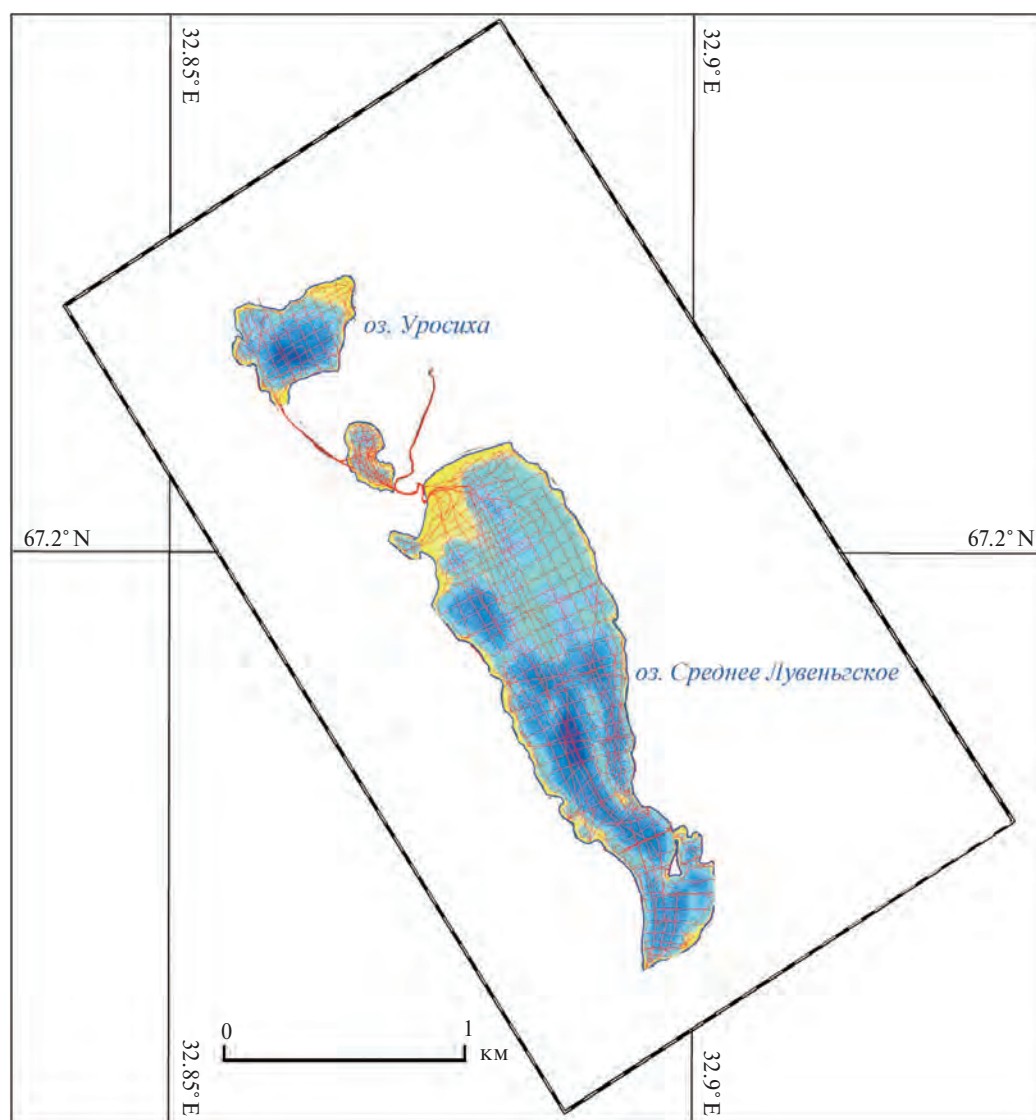 32.85° E
32.9° E
оз. Уросиха
67.2° N
67.2° N
оз. Среднее Лувеньгское
0
1
км
32.85° E
32.9° E